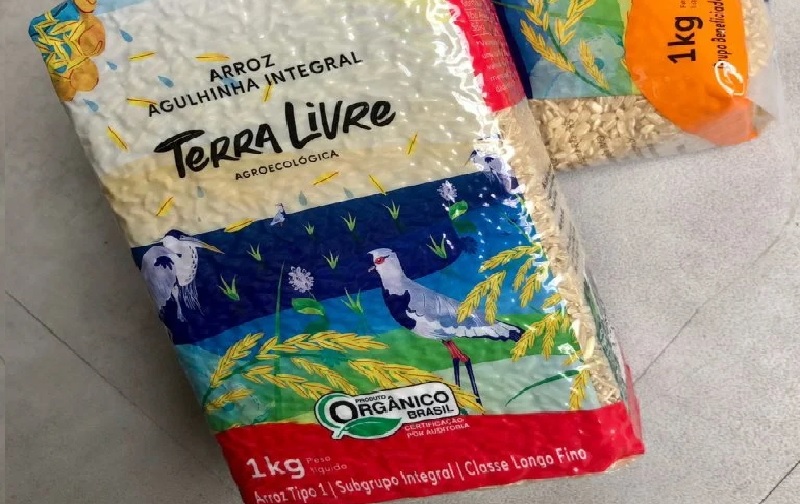 ARROZ
AGULHINHA INTEGRAL
TERRA LIVRE
AGROECOLÓGICA
PRODUTO
ORGÂNICO
BRASIL
CERTIFICAÇÃO
POR AUDITORIA
1kg Peso
líquido
Arroz Tipo 1 | Subgrupo Integral | Classe Longo Fino
1kg Peso